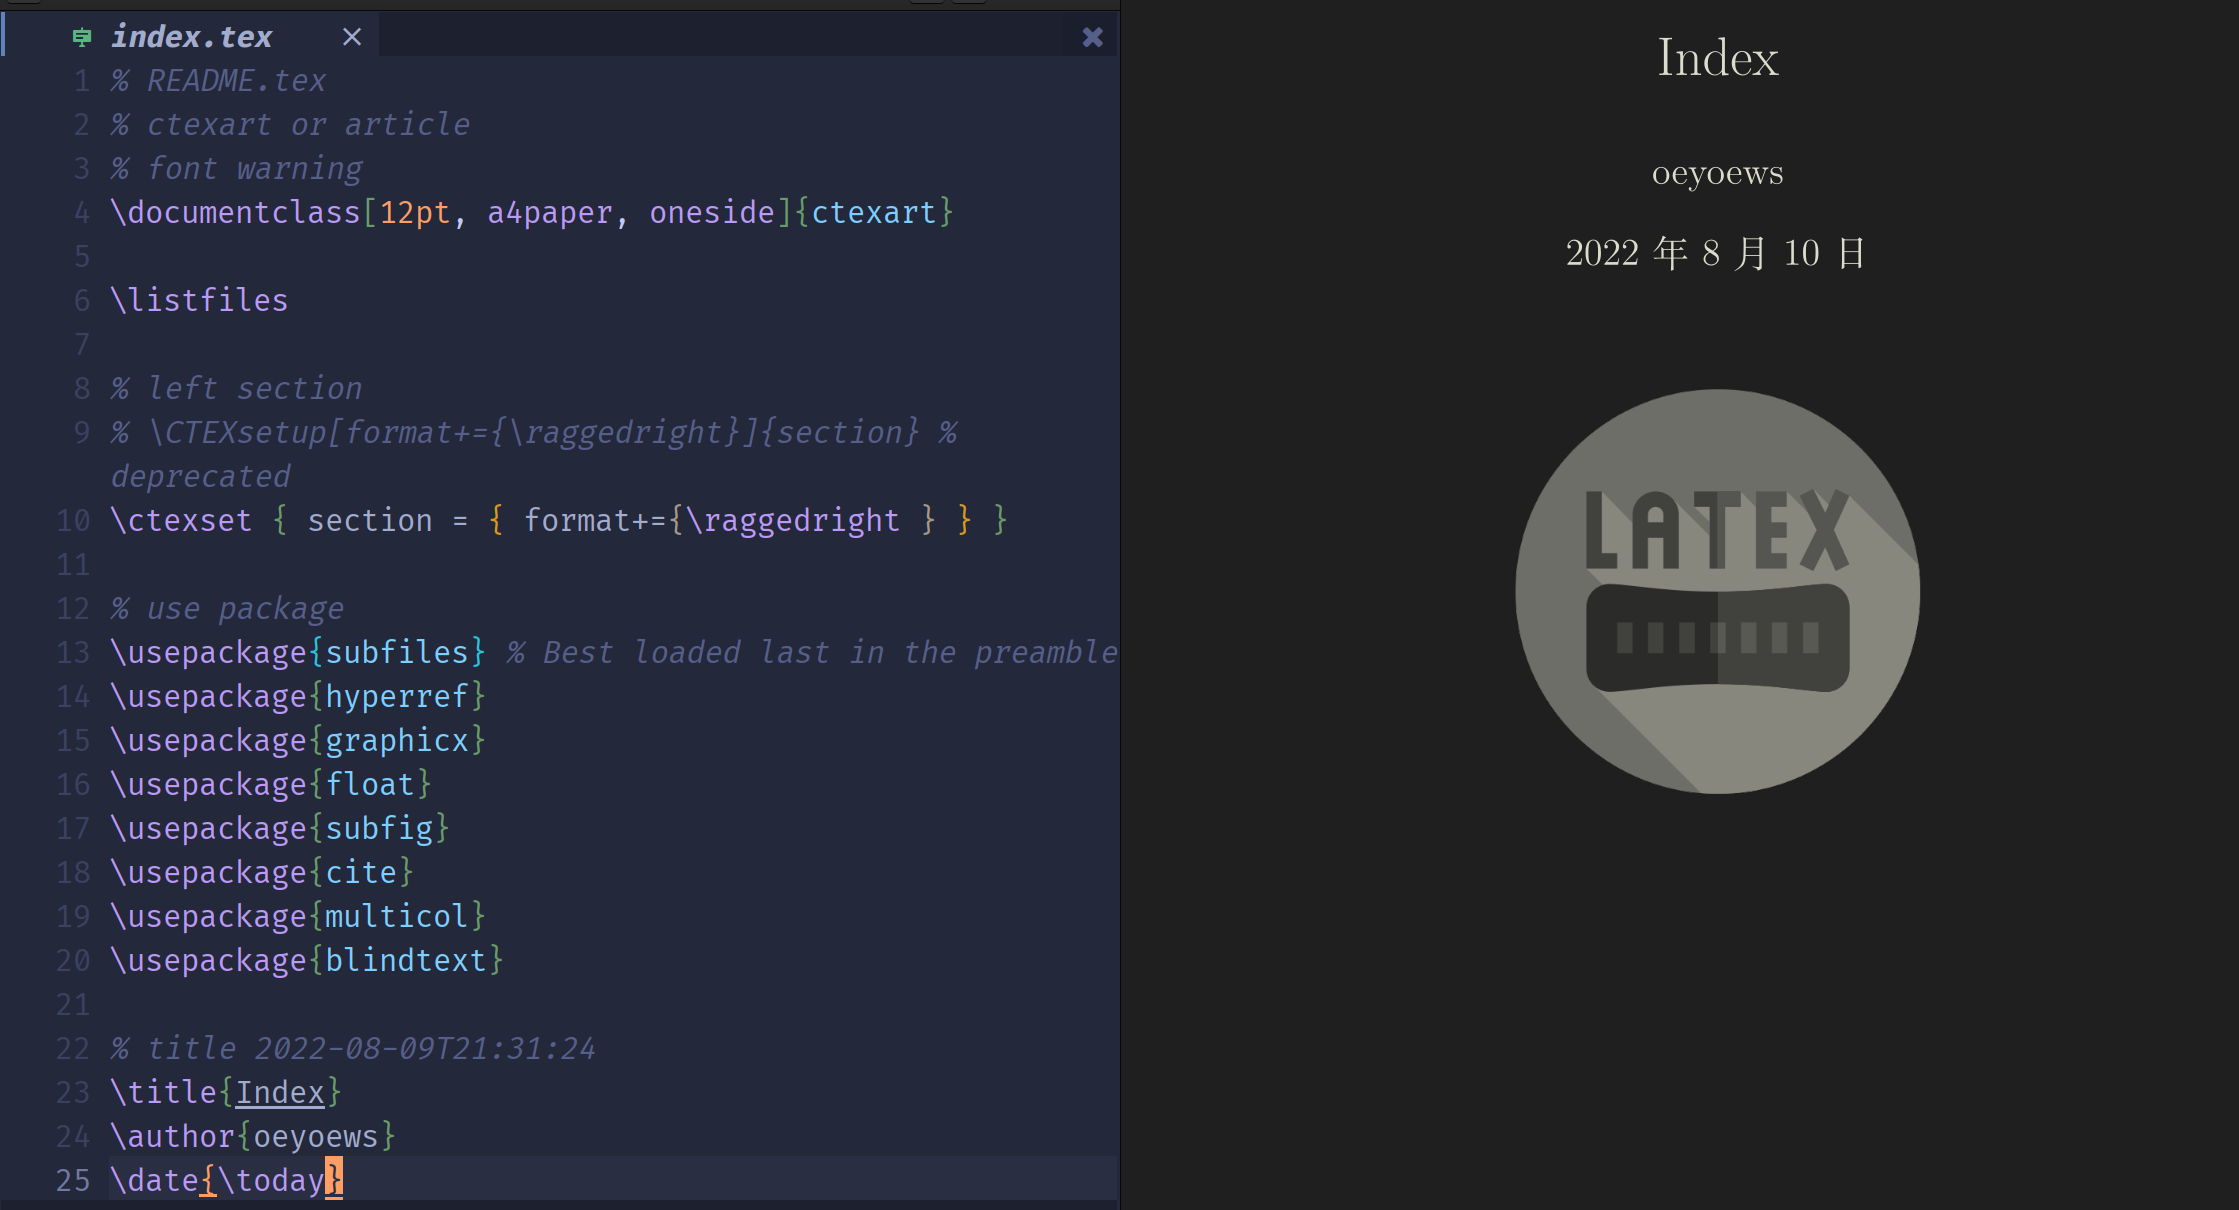 index.tex
1 % README.tex
2 % ctexart or article
3 % font warning
4 \documentclass[12pt, a4paper, oneside]{ctexart}
5
6 \listfiles
7
8 % left section
9 % \CTEXsetup[format+={\raggedright}]{section} %
deprecated
10 \ctexset { section = { format+={\raggedright } } }
11
12 % use package
13 \usepackage{subfiles} % Best loaded last in the preamble
14 \usepackage{hyperref}
15 \usepackage{graphicx}
16 \usepackage{float}
17 \usepackage{subfig}
18 \usepackage{cite}
19 \usepackage{multicol}
20 \usepackage{blindtext}
21
22 % title 2022-08-09T21:31:24
23 \title{Index}
24 \author{oeyoews}
25 \date{\today}
Index
oeyoews
2022 年 8 月 10 日
LATEX